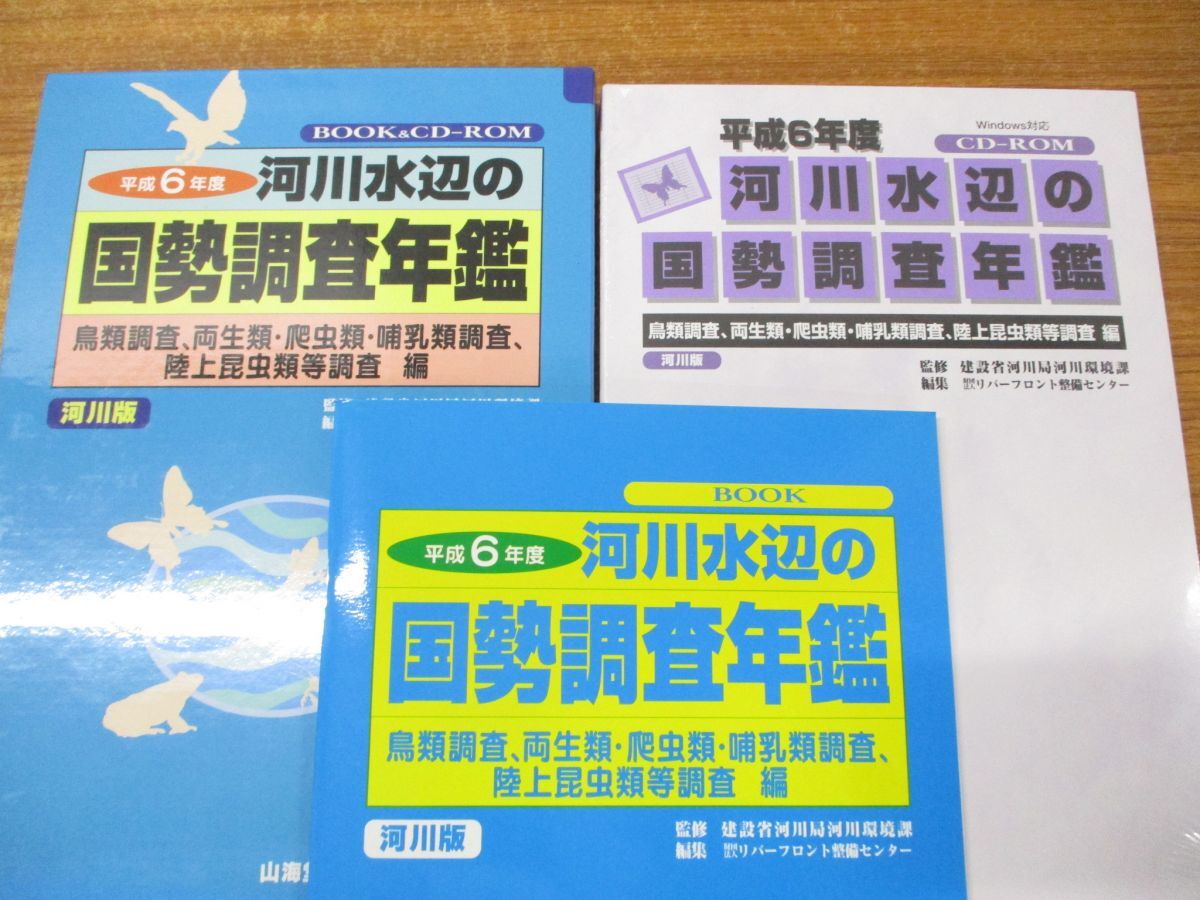 BOOK&CD-ROM
平成6年度 河川水辺の
国勢調査年鑑
鳥類調査、両生類・爬虫類・哺乳類調査、
陸上昆虫類等調査 編
河川版
山海
平成6年度
Windows対応
CD-ROM
河川水辺の
国勢調査年鑑
鳥類調査、両生類・爬虫類・哺乳類調査、陸上昆虫類等調査 編
河川版
監修 建設省河川局河川環境課
編集 リバーフロント整備センター
BOOK
平成6年度 河川水辺の
国勢調査年鑑
鳥類調査、両生類・爬虫類・哺乳類調査、
陸上昆虫類等調査 編
河川版
監修 建設省河川局河川環境課
編集 リバーフロント整備センター